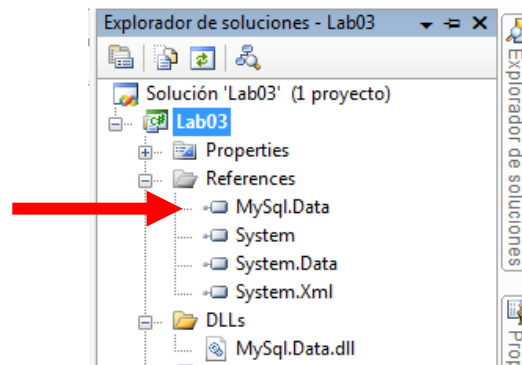 Explorador de soluciones - Lab03
Solución 'Lab03' (1 proyecto)
Lab03
Properties
References
MySql.Data
System
System.Data
System.Xml
DLLs
MySql.Data.dll
Explorador de soluciones